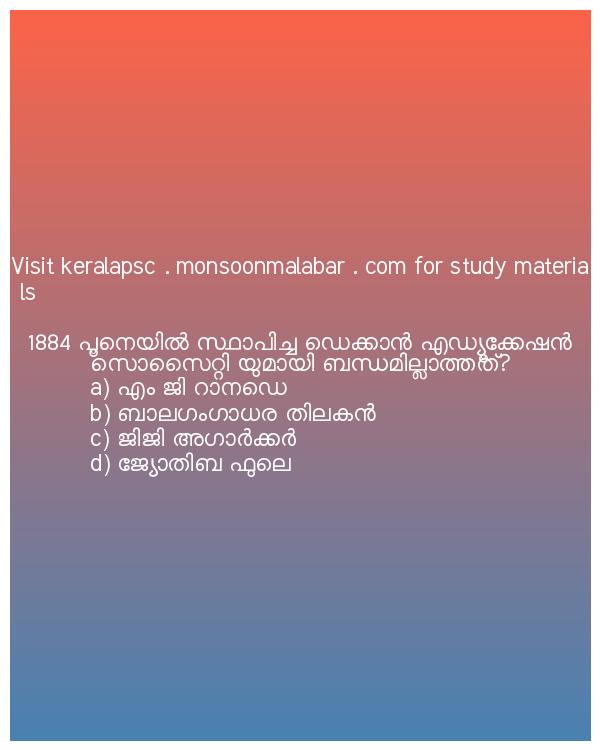 Visit keralapsc . monsoonmalabar . com for study materia
ls
1884 പൂനെയിൽ സ്ഥാപിച്ച ഡെക്കാൻ എഡ്യൂക്കേഷൻ
സൊസൈറ്റി യുമായി ബന്ധമില്ലാത്തത്?
a) എം ജി റാനഡെ
b) ബാലഗംഗാധര തിലകൻ
c) ജിജി അഗാർക്കർ
d) ജ്യോതിബ ഫുലെ